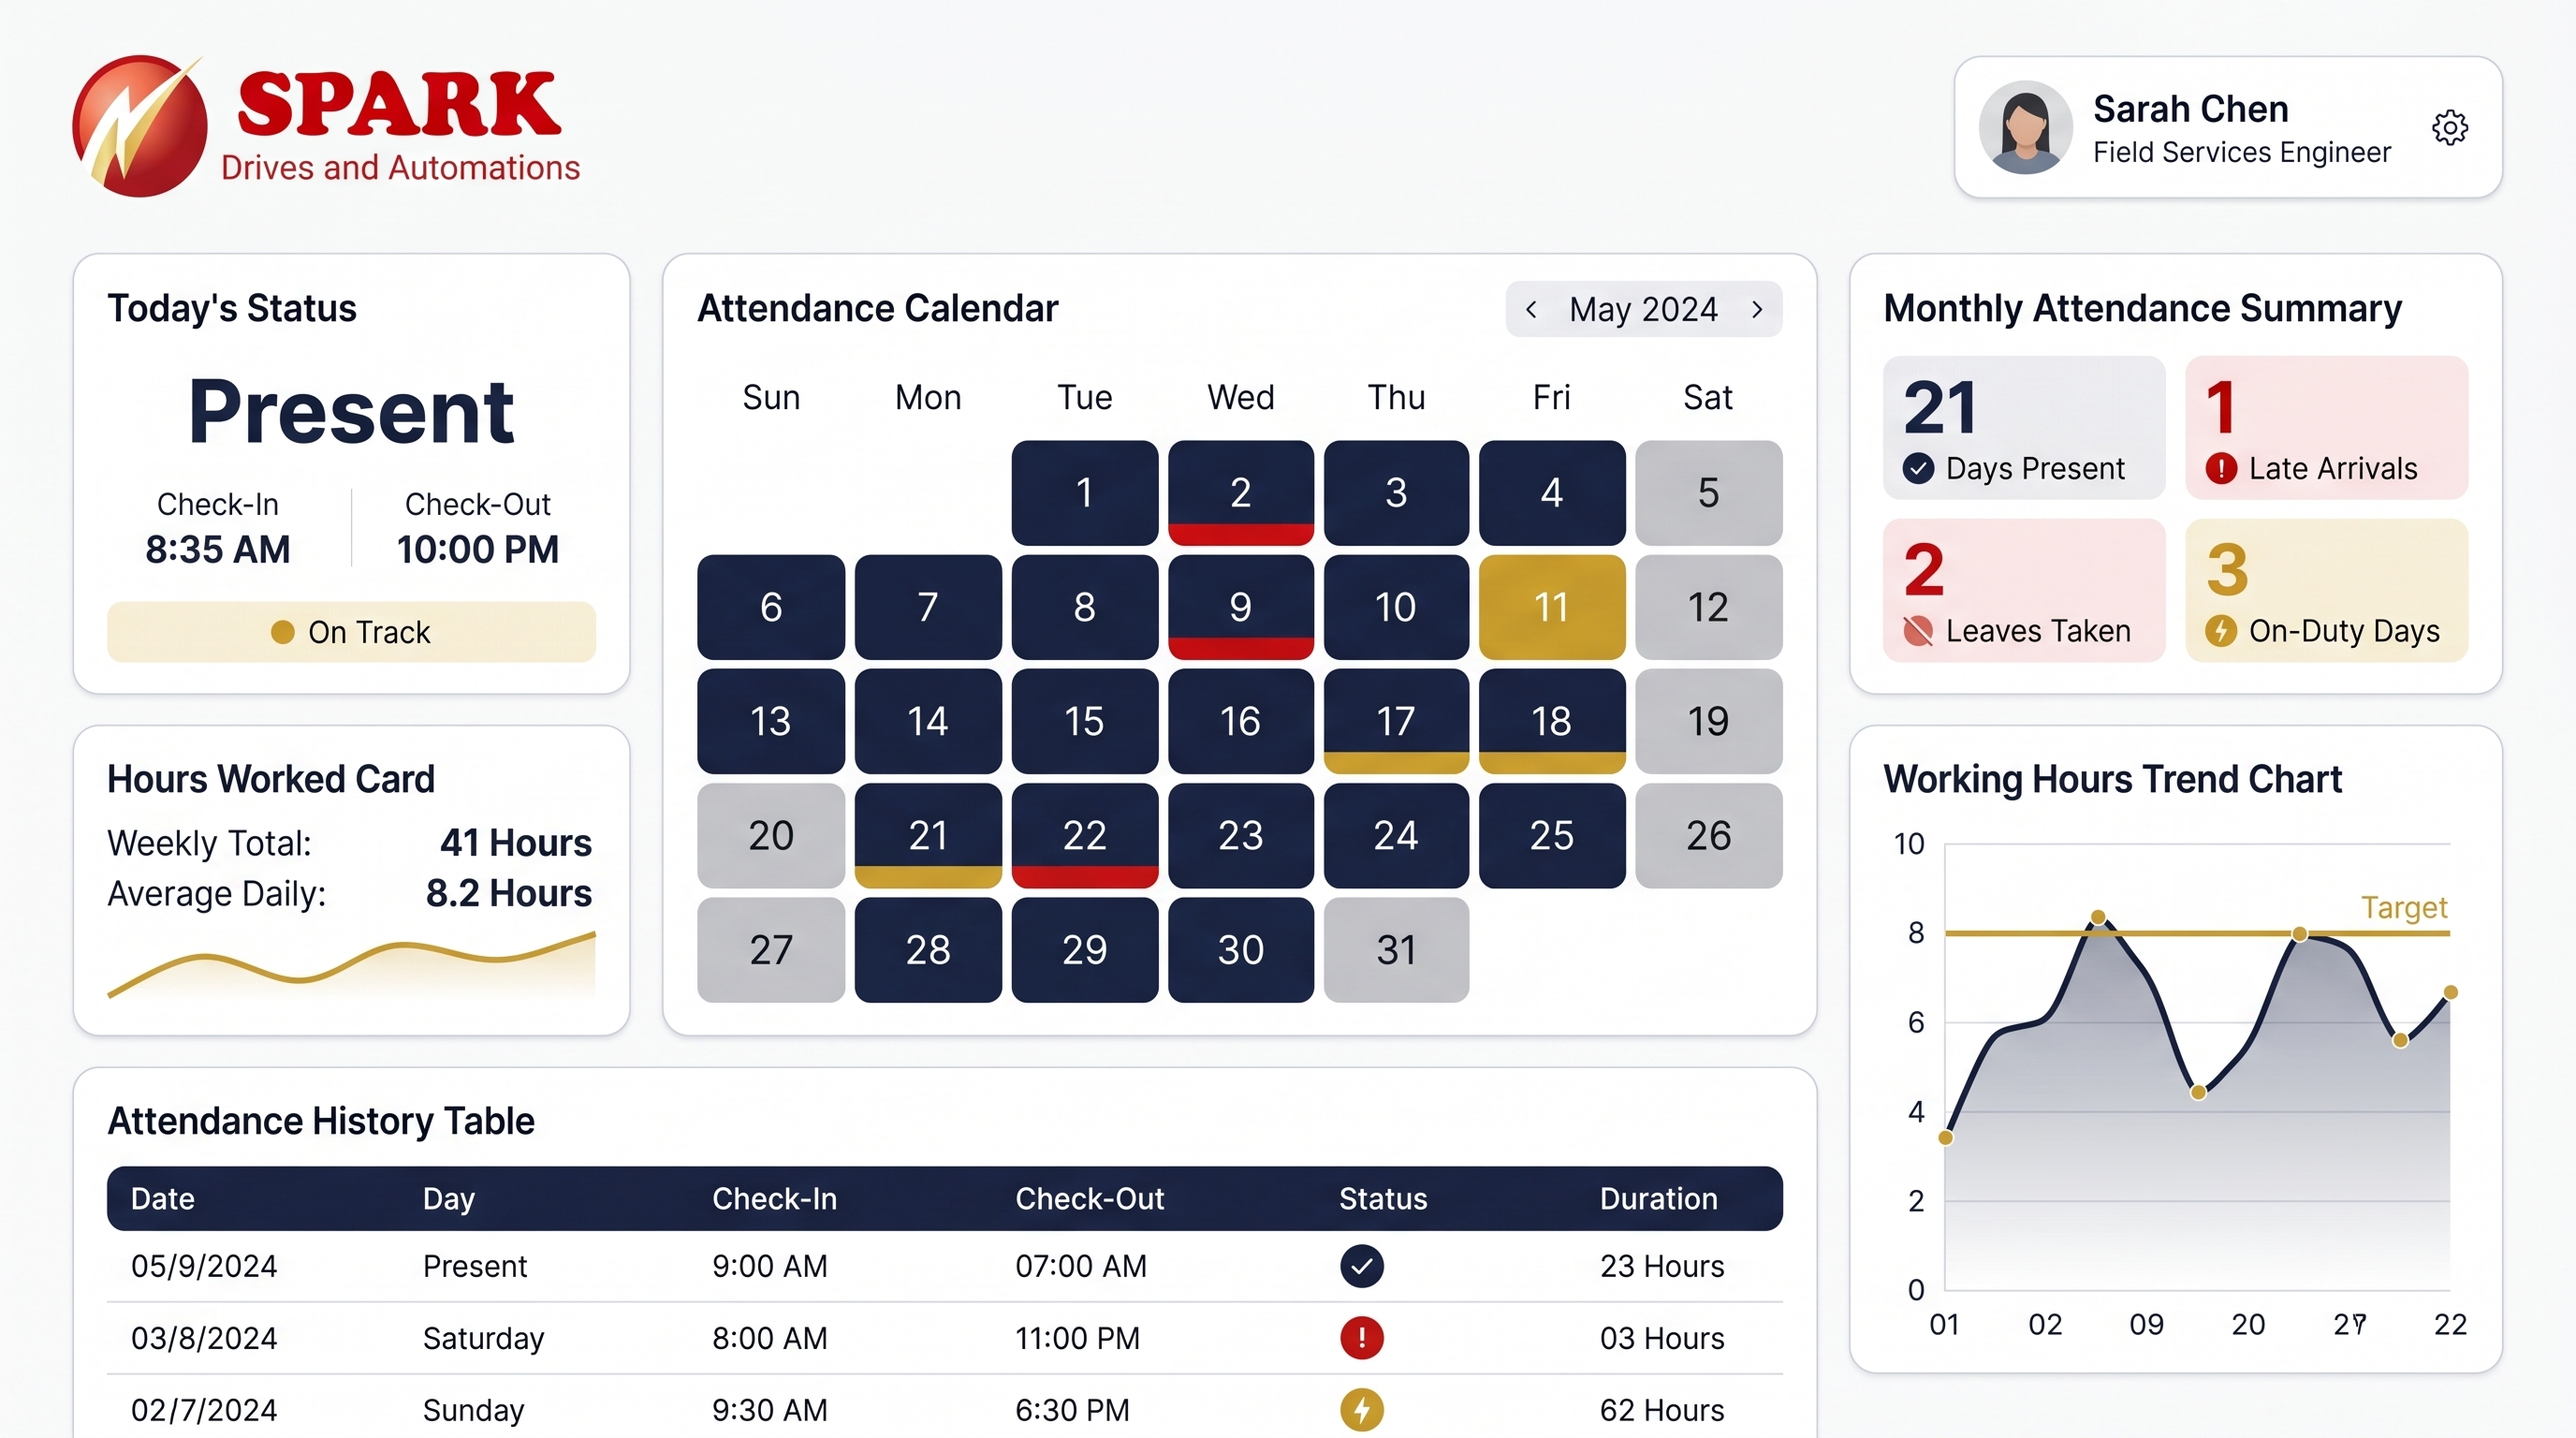 SPARK
Drives and Automations
Sarah Chen
Field Services Engineer
Today's Status
Present
Check-In Check-Out
8:35 AM 10:00 PM
On Track
Hours Worked Card
Weekly Total: 41 Hours
Average Daily: 8.2 Hours
Attendance Calendar
May 2024
Sun Mon Tue Wed Thu Fri Sat
1 2 3 4 5
6 7 8 9 10 11 12
13 14 15 16 17 18 19
20 21 22 23 24 25 26
27 28 29 30 31
Monthly Attendance Summary
21
Days Present
1
Late Arrivals
2
Leaves Taken
3
On-Duty Days
Working Hours Trend Chart
10
Target
8
6
4
2
0
01 02 09 20 22
Attendance History Table
Date Day Check-In Check-Out Status Duration
05/9/2024 Present 9:00 AM 07:00 AM 23 Hours
03/8/2024 Saturday 8:00 AM 11:00 PM 03 Hours
02/7/2024 Sunday 9:30 AM 6:30 PM 62 Hours